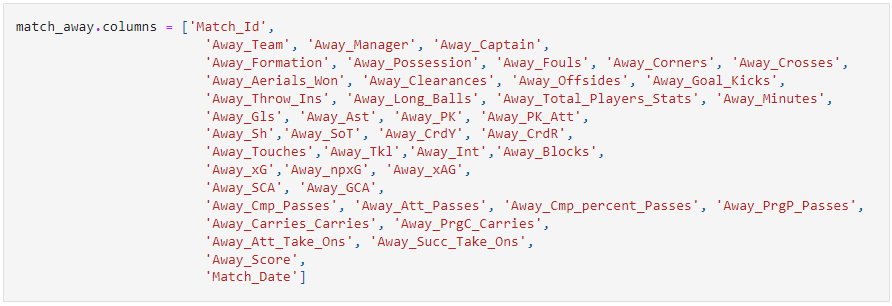 match_away.columns = ['Match_Id',
'Away_Team', 'Away_Manager', 'Away_Captain',
'Away_Formation', 'Away_Possession', 'Away_Fouls', 'Away_Corners', 'Away_Crosses',
'Away_Aerials_Won', 'Away_Clearances', 'Away_Offsides', 'Away_Goal_Kicks',
'Away_Throw_Ins', 'Away_Long_Balls', 'Away_Total_Players_Stats', 'Away_Minutes',
'Away_Gls', 'Away_Ast', 'Away_PK', 'Away_PK_Att',
'Away_Sh','Away_SoT', 'Away_CrdY', 'Away_CrdR',
'Away_Touches','Away_Tkl','Away_Int','Away_Blocks',
'Away_xG','Away_npxG', 'Away_xAG',
'Away_SCA', 'Away_GCA',
'Away_Cmp_Passes', 'Away_Att_Passes', 'Away_Cmp_percent_Passes', 'Away_PrgP_Passes',
'Away_Carries_Carries', 'Away_PrgC_Carries',
'Away_Att_Take_Ons', 'Away_Succ_Take_Ons',
'Away_Score',
'Match_Date']